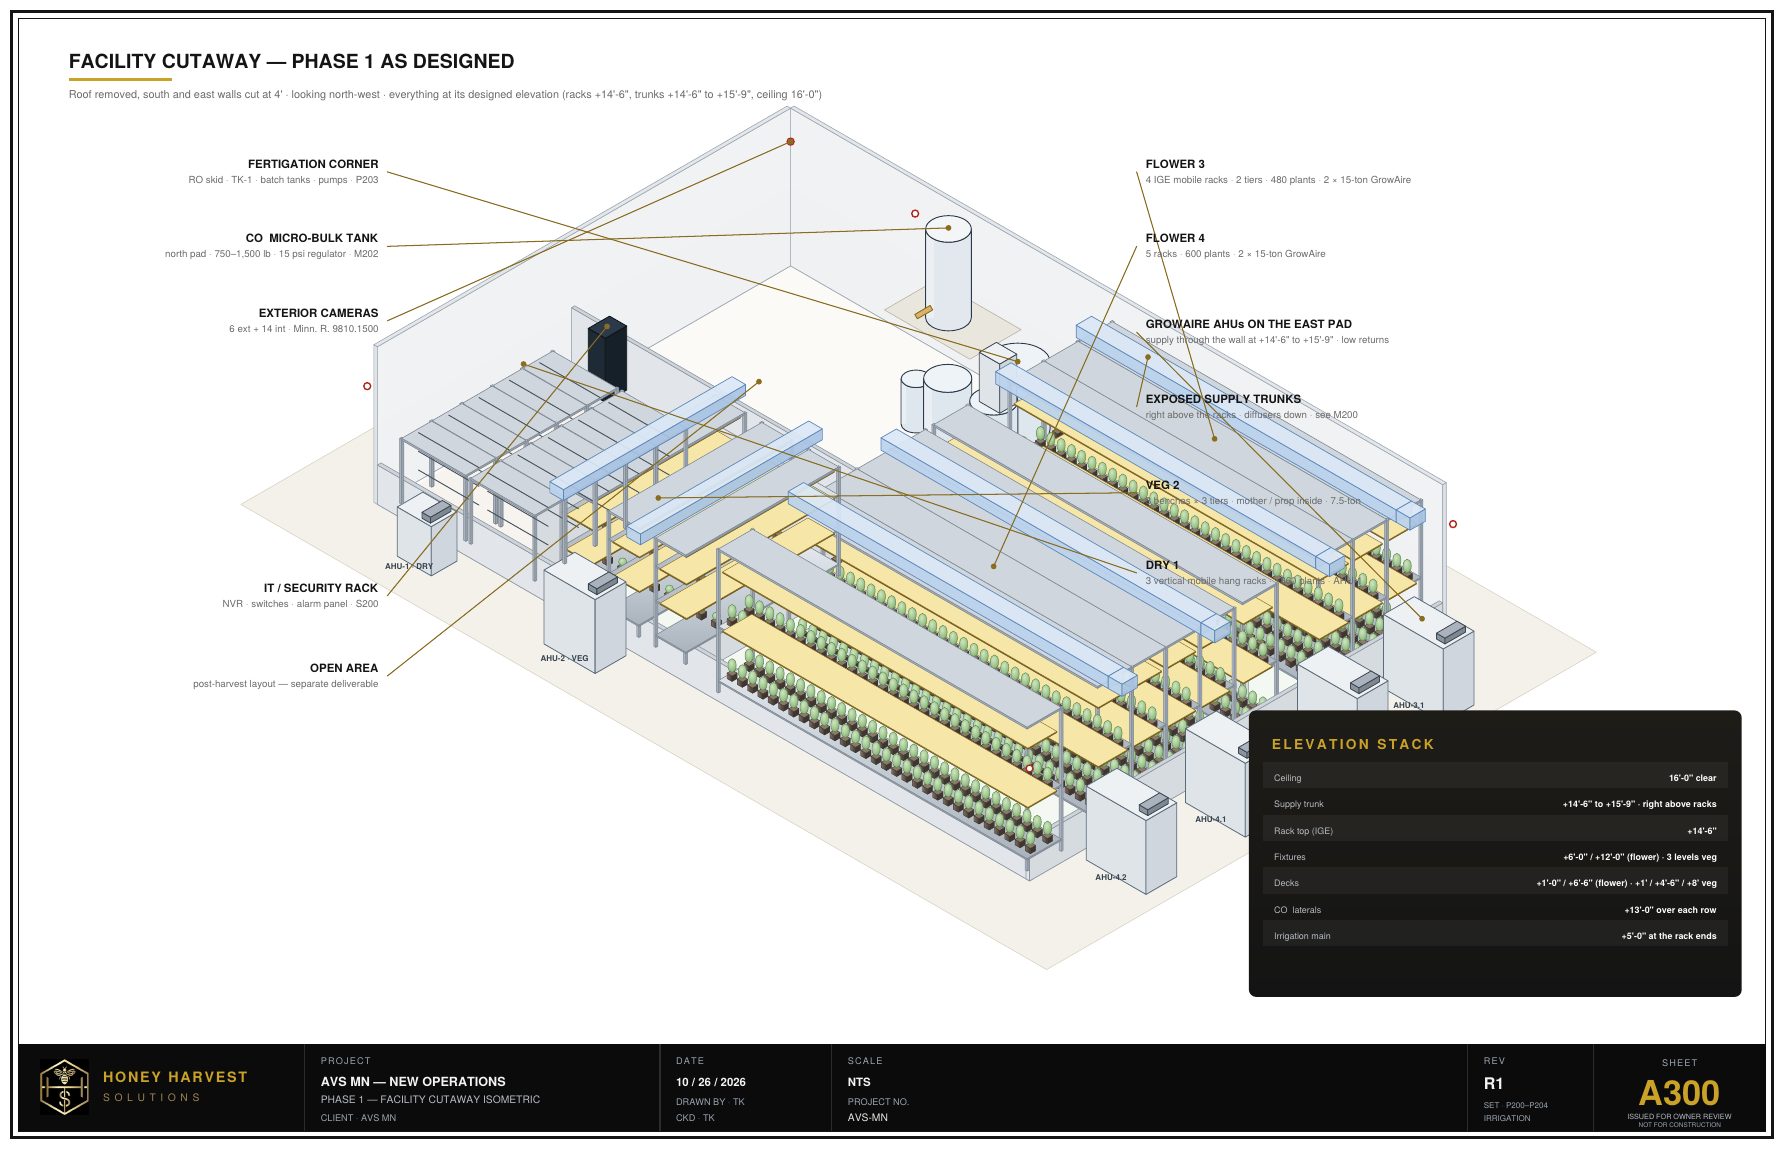 FACILITY CUTAWAY — PHASE 1 AS DESIGNED
Roof removed, south and east walls cut at 4' · looking north-west · everything at its designed elevation (racks +14'-6", trunks +14'-6" to +15'-9", ceiling 16'-0")
FERTIGATION CORNER
RO skid · TK-1 · batch tanks · pumps · P203
CO MICRO-BULK TANK
north pad · 750–1,500 lb · 15 psi regulator · M202
EXTERIOR CAMERAS
6 ext + 14 int · Minn. R. 9810.1500
IT / SECURITY RACK
NVR · switches · alarm panel · S200
OPEN AREA
post-harvest layout — separate deliverable
FLOWER 3
4 IGE mobile racks · 2 tiers · 480 plants · 2 × 15-ton GrowAire
FLOWER 4
5 racks · 600 plants · 2 × 15-ton GrowAire
GROWAIRE AHUs ON THE EAST PAD
supply through the wall at +14'-6" to +15'-9" · low returns
EXPOSED SUPPLY TRUNKS
right above the racks · diffusers down · see M200
VEG 2
benches × 3 tiers · mother / prop inside · 7.5-ton
DRY 1
3 vertical mobile hang racks · plants
AHU-1 · DRY
AHU-2 · VEG
AHU-3.1
AHU-4.1
AHU-4.2
ELEVATION STACK
Ceiling 16'-0" clear
Supply trunk +14'-6" to +15'-9" · right above racks
Rack top (IGE) +14'-6"
Fixtures +6'-0" / +12'-0" (flower) · 3 levels veg
Decks +1'-0" / +6'-6" (flower) · +1' / +4'-6" / +8' veg
CO laterals +13'-0" over each row
Irrigation main +5'-0" at the rack ends
HONEY HARVEST
SOLUTIONS
PROJECT
AVS MN — NEW OPERATIONS
PHASE 1 — FACILITY CUTAWAY ISOMETRIC
CLIENT · AVS MN
DATE
10 / 26 / 2026
DRAWN BY · TK
CKD · TK
SCALE
NTS
PROJECT NO.
AVS-MN
REV
R1
SET · P200–P204
IRRIGATION
SHEET
A300
ISSUED FOR OWNER REVIEW
NOT FOR CONSTRUCTION